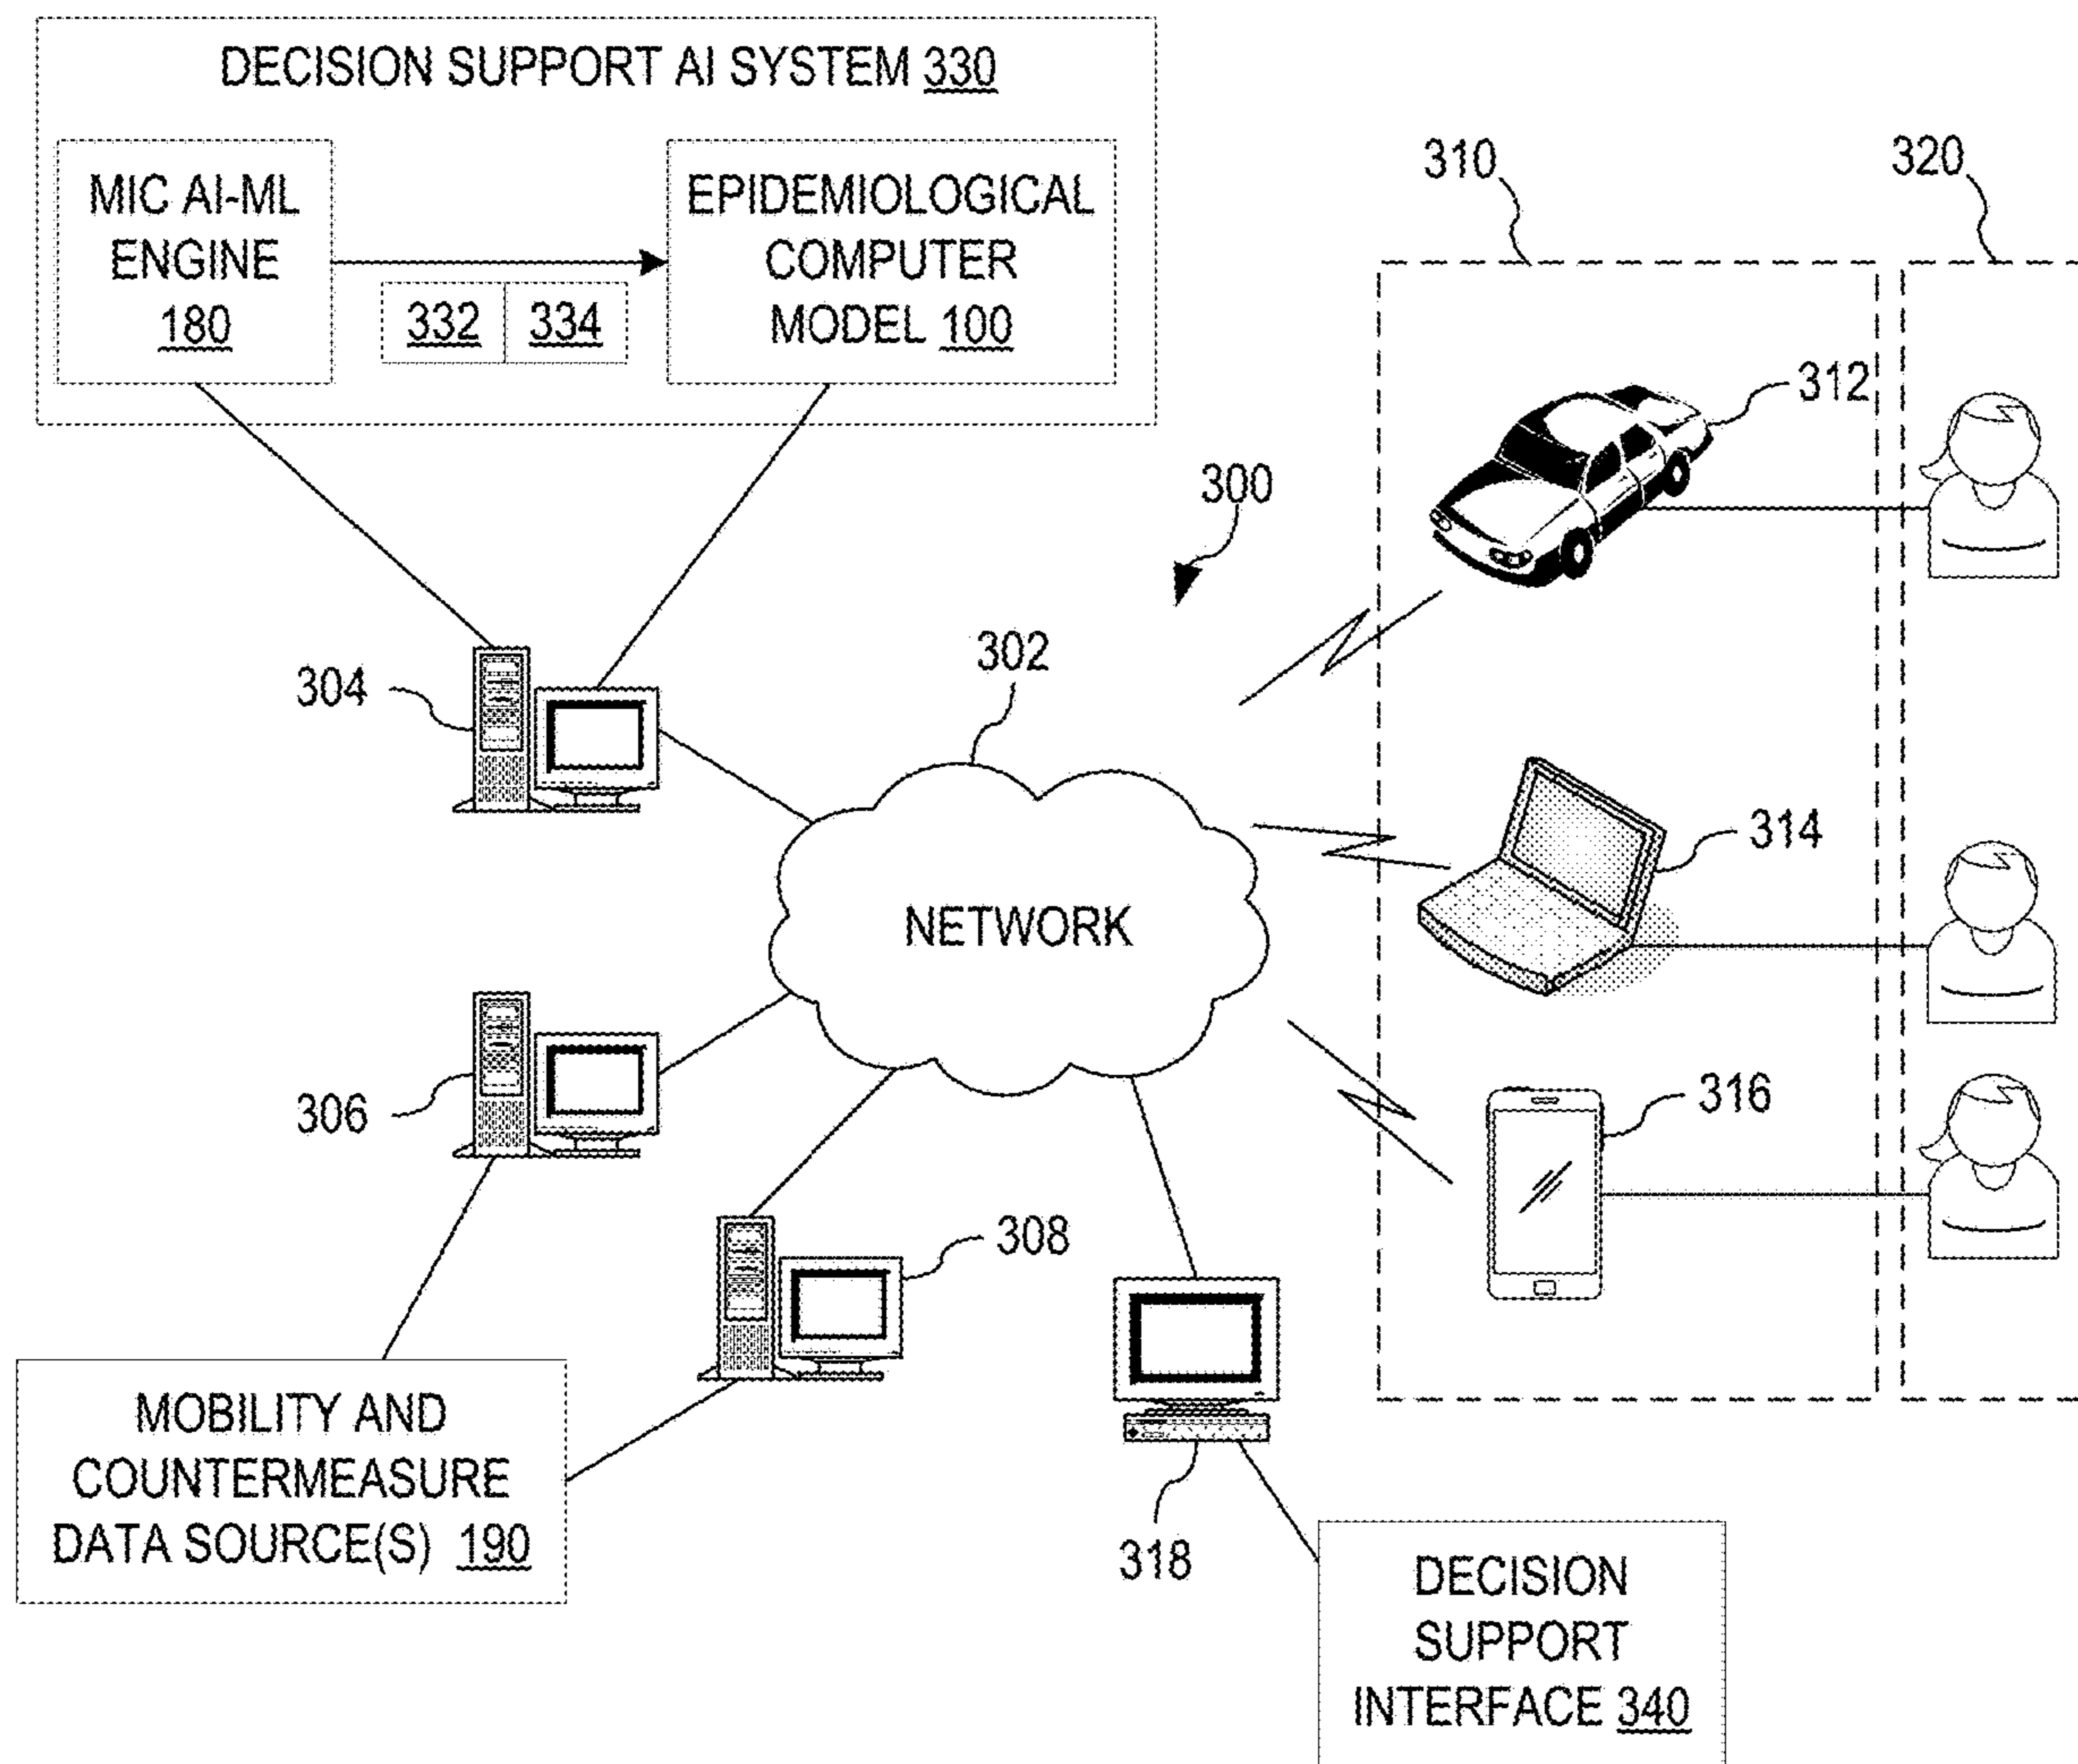 DECISION SUPPORT AI SYSTEM 330
MIC AI-ML
ENGINE
180
332 334
EPIDEMIOLOGICAL
COMPUTER
MODEL 100
310
320
312
300
302
304
314
NETWORK
306
316
308
MOBILITY AND
COUNTERMEASURE
DATA SOURCE(S) 190
318
DECISION
SUPPORT
INTERFACE 340